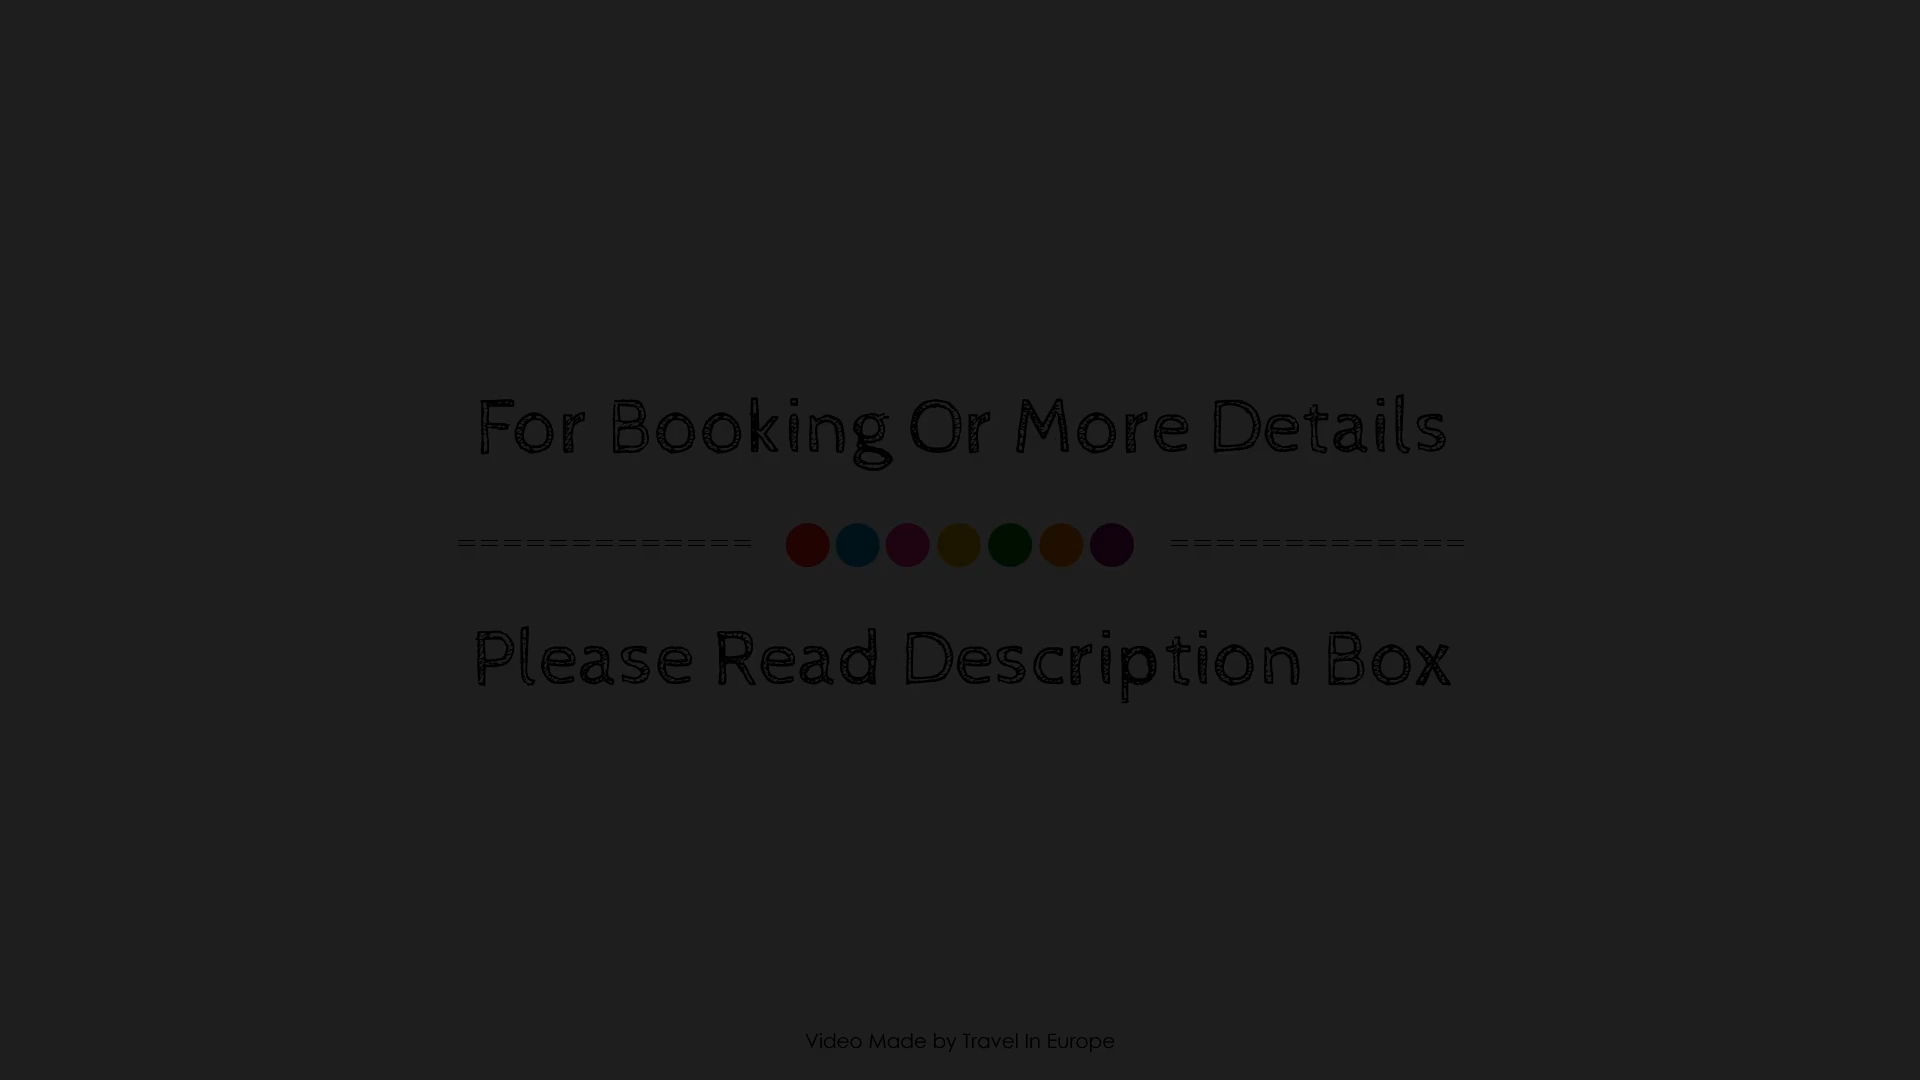 For Booking Or More Details
============= =============
Please Read Description Box
Video Made by Travel In Europe